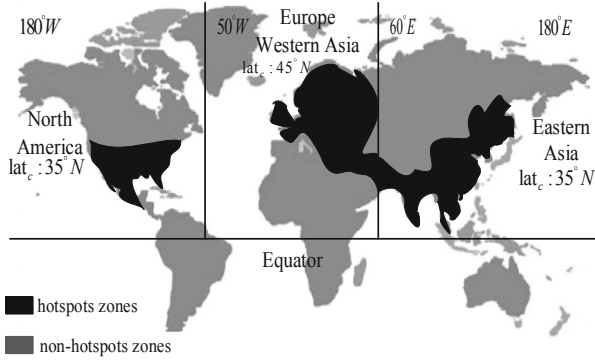 180°W
50°W
Europe
Western Asia
lat_c : 45°N
60°E
180°E
North
America
lat_c : 35°N
Eastern
Asia
lat_c : 35°N
Equator
hotspots zones
non-hotspots zones